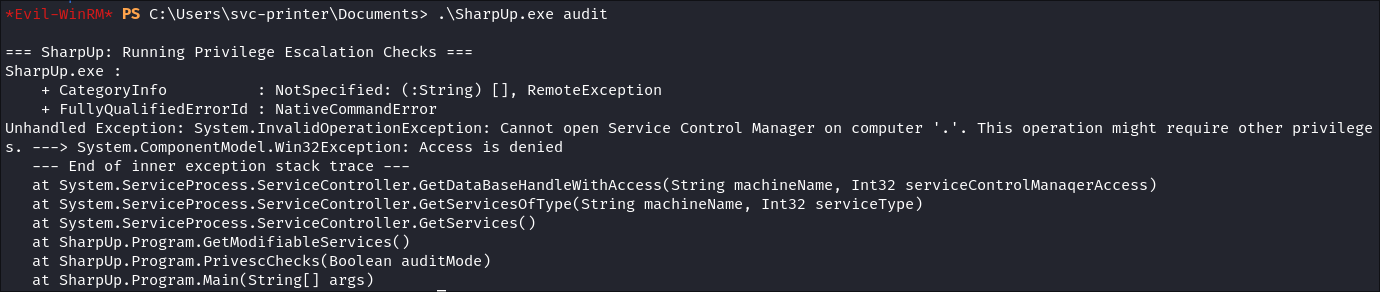 *Evil-WinRM* PS C:\Users\svc-printer\Documents> .\SharpUp.exe audit
=== SharpUp: Running Privilege Escalation Checks ===
SharpUp.exe :
    + CategoryInfo          : NotSpecified: (:String) [], RemoteException
    + FullyQualifiedErrorId : NativeCommandError
Unhandled Exception: System.InvalidOperationException: Cannot open Service Control Manager on computer '.'. This operation might require other privilege
s. ---> System.ComponentModel.Win32Exception: Access is denied
   --- End of inner exception stack trace ---
   at System.ServiceProcess.ServiceController.GetDataBaseHandleWithAccess(String machineName, Int32 serviceControlManaqerAccess)
   at System.ServiceProcess.ServiceController.GetServicesOfType(String machineName, Int32 serviceType)
   at System.ServiceProcess.ServiceController.GetServices()
   at SharpUp.Program.GetModifiableServices()
   at SharpUp.Program.PrivescChecks(Boolean auditMode)
   at SharpUp.Program.Main(String[] args)